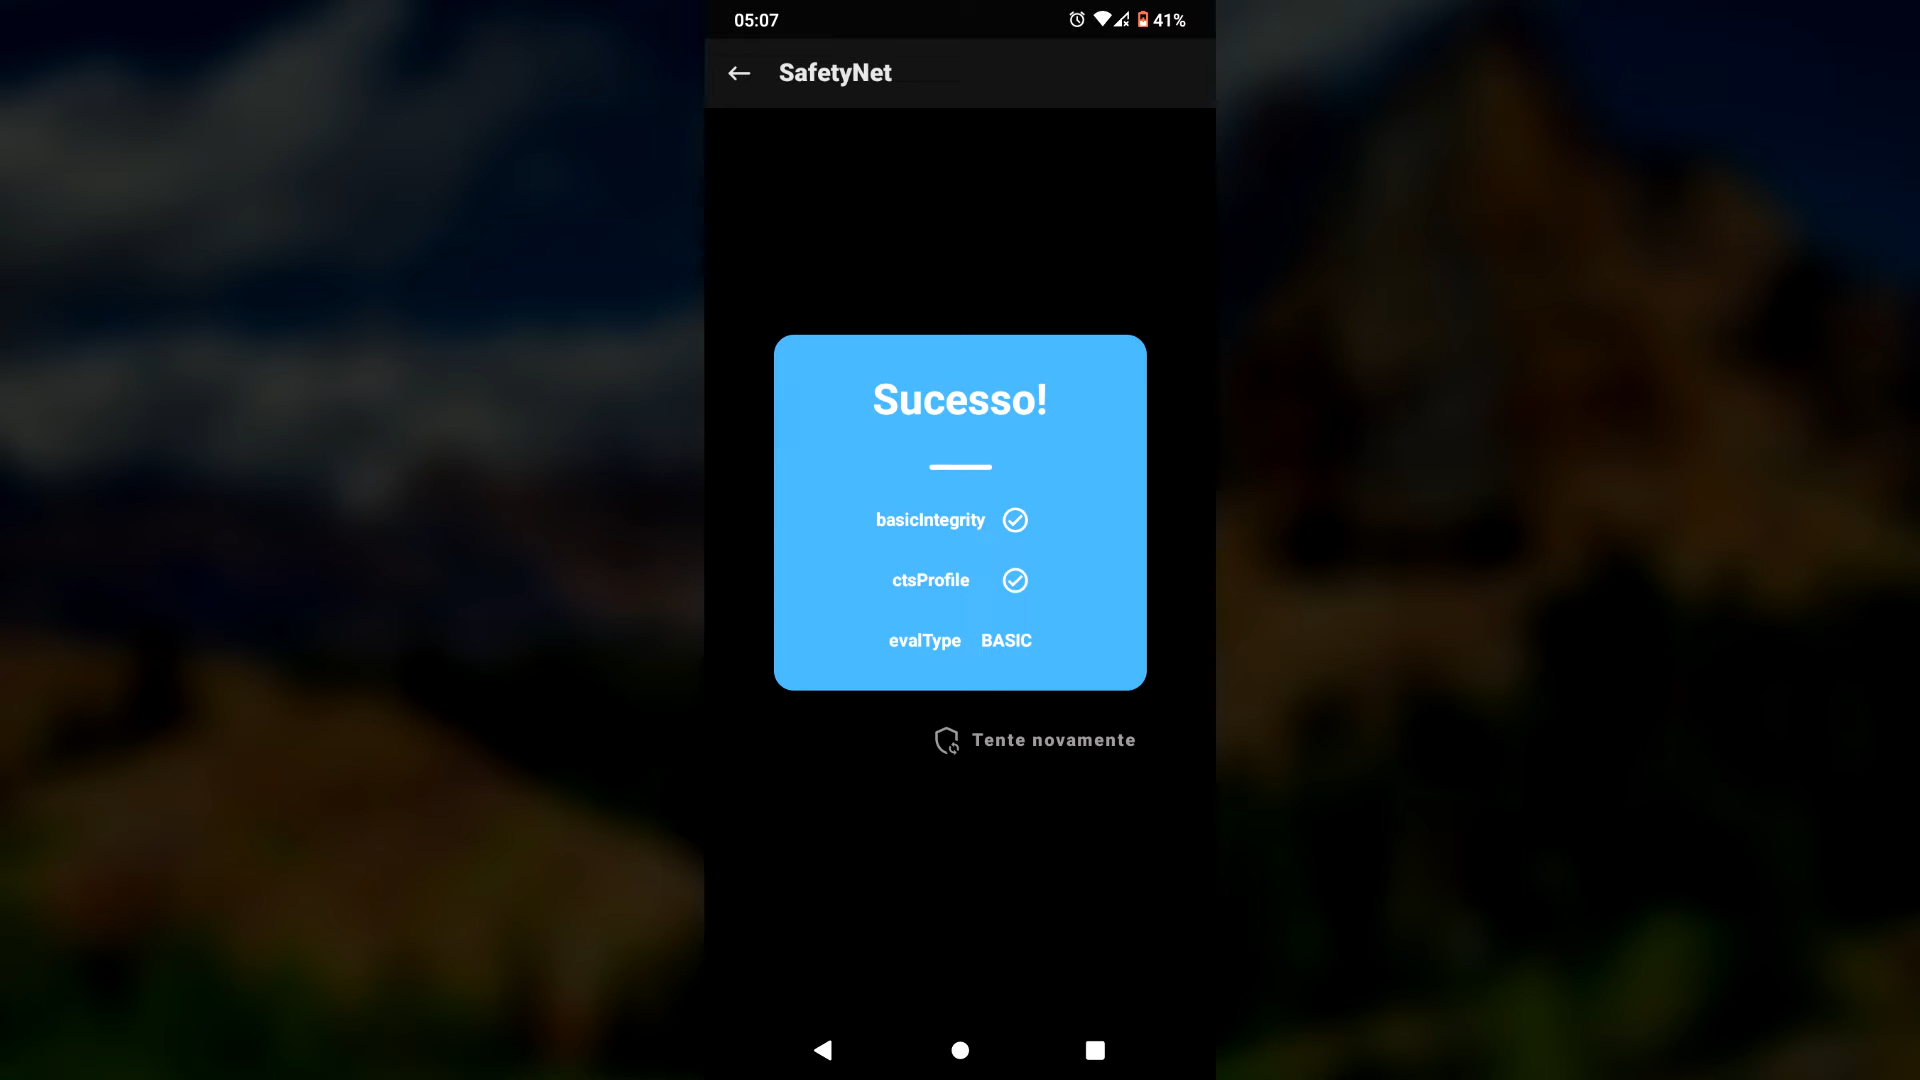 05:07 41%
SafetyNet
Sucesso!
basicIntegrity
ctsProfile
evalType BASIC
Tente novamente